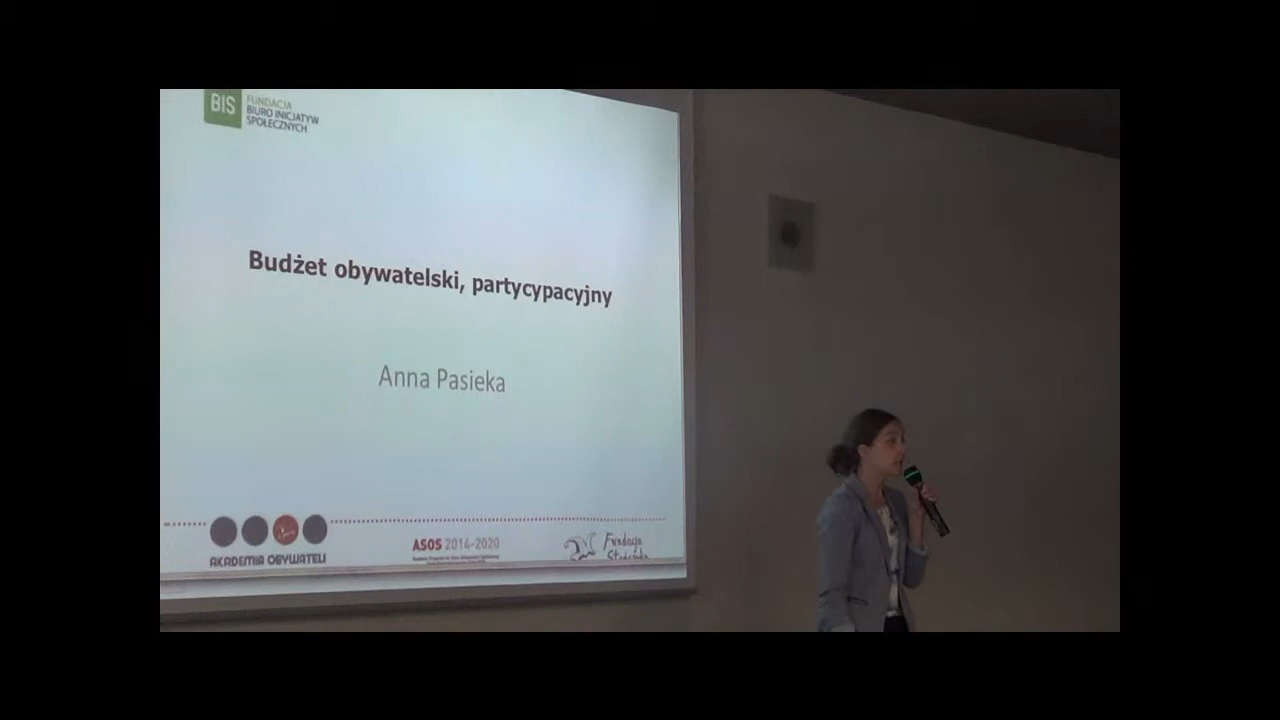 BIS
FUNDACJA
BIURO INICJATYW
SPOŁECZNYCH
Budżet obywatelski, partycypacyjny
Anna Pasieka
AKADEMIA OBYWATELI
ASOS 2014-2020
Fundacja